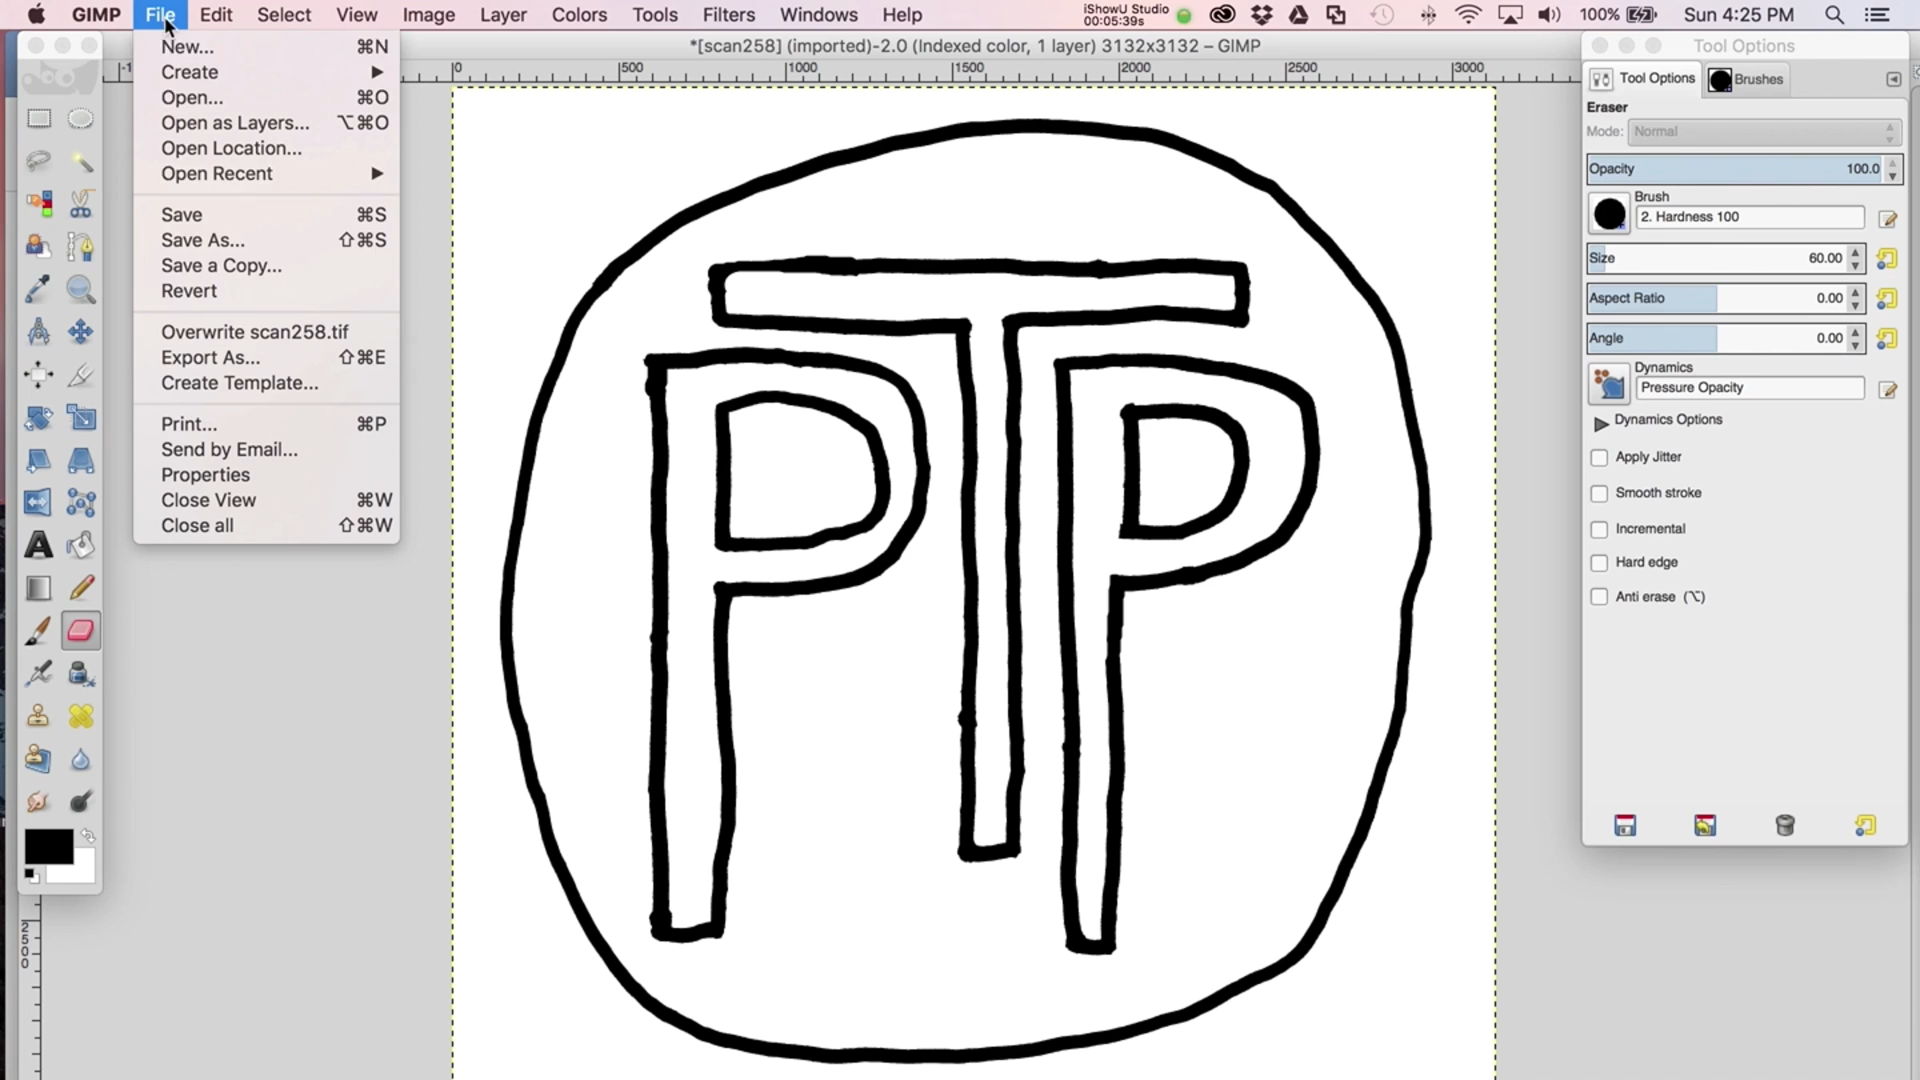 GIMP File Edit Select View Image Layer Colors Tools Filters Windows Help
iShowU Studio
00:05:39s
100% Sun 4:25 PM
*[scan258] (imported)-2.0 (Indexed color, 1 layer) 3132x3132 – GIMP
New... ⌘N
Create ▶
Open... ⌘O
Open as Layers... ⌥⌘O
Open Location...
Open Recent ▶
Save ⌘S
Save As... ⇧⌘S
Save a Copy...
Revert
Overwrite scan258.tif
Export As... ⇧⌘E
Create Template...
Print... ⌘P
Send by Email...
Properties
Close View ⌘W
Close all ⇧⌘W
0 500 1000 1500 2000 2500 3000
2500
PTP
Tool Options
Tool Options Brushes
Eraser
Mode: Normal
Opacity 100.0
Brush
2. Hardness 100
Size 60.00
Aspect Ratio 0.00
Angle 0.00
Dynamics
Pressure Opacity
Dynamics Options
Apply Jitter
Smooth stroke
Incremental
Hard edge
Anti erase (⌥)